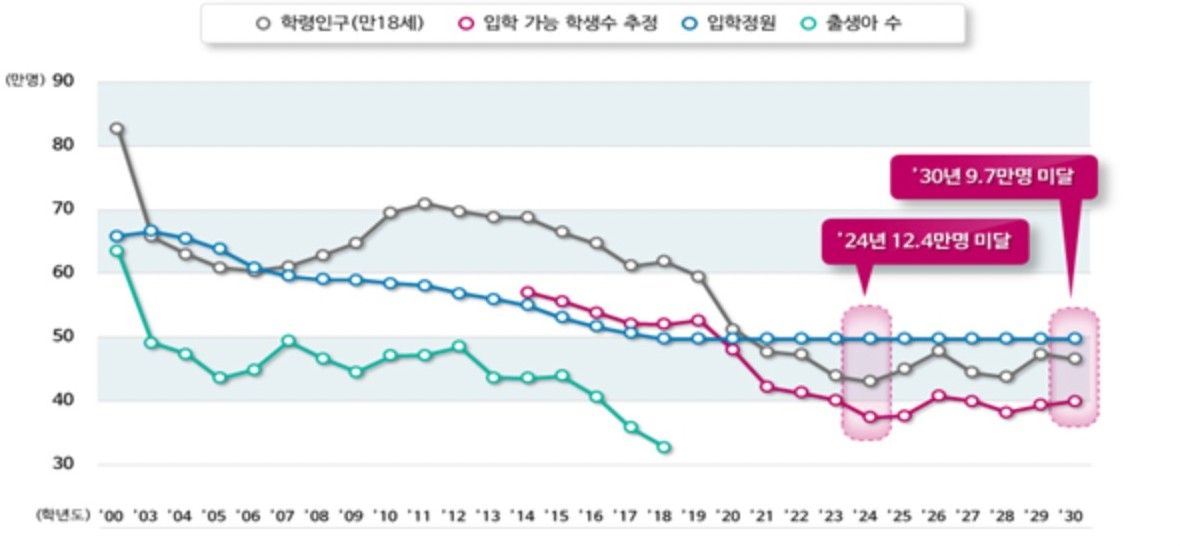 학령인구(만18세) 입학 가능 학생수 추정 입학정원 출생아 수
(만명) 90
80
70
60
50
40
30
'30년 9.7만명 미달
'24년 12.4만명 미달
(학년도) '00 '03 '04 '05 '06 '07 '08 '09 '10 '11 '12 '13 '14 '15 '16 '17 '18 '19 '20 '21 '22 '23 '24 '25 '26 '27 '28 '29 '30